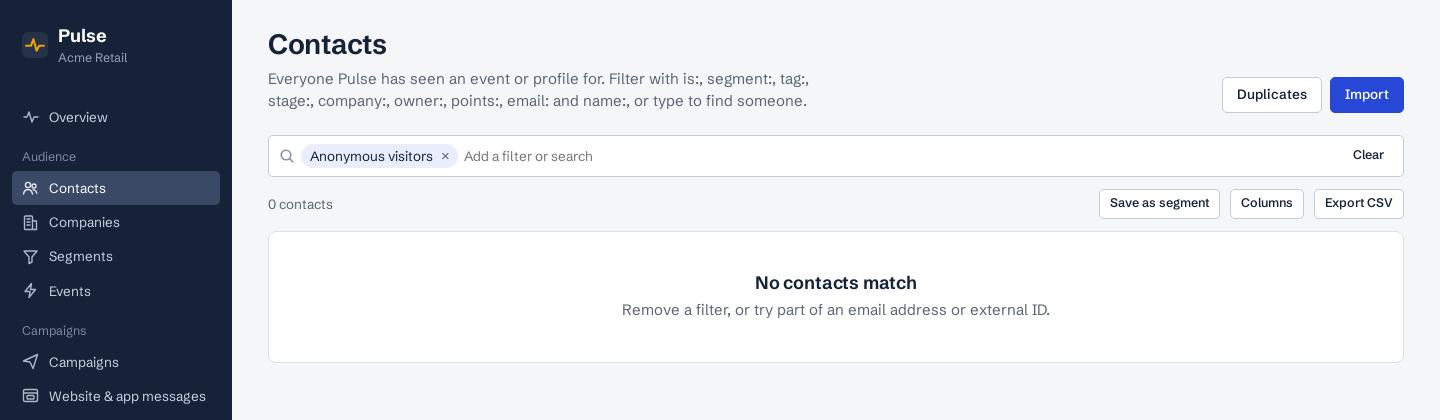 Pulse
Acme Retail
Overview
Audience
Contacts
Companies
Segments
Events
Campaigns
Campaigns
Website & app messages
Contacts
Everyone Pulse has seen an event or profile for. Filter with is:, segment:, tag:,
stage:, company:, owner:, points:, email: and name:, or type to find someone.
Duplicates
Import
Anonymous visitors ×
Add a filter or search
Clear
0 contacts
Save as segment
Columns
Export CSV
No contacts match
Remove a filter, or try part of an email address or external ID.